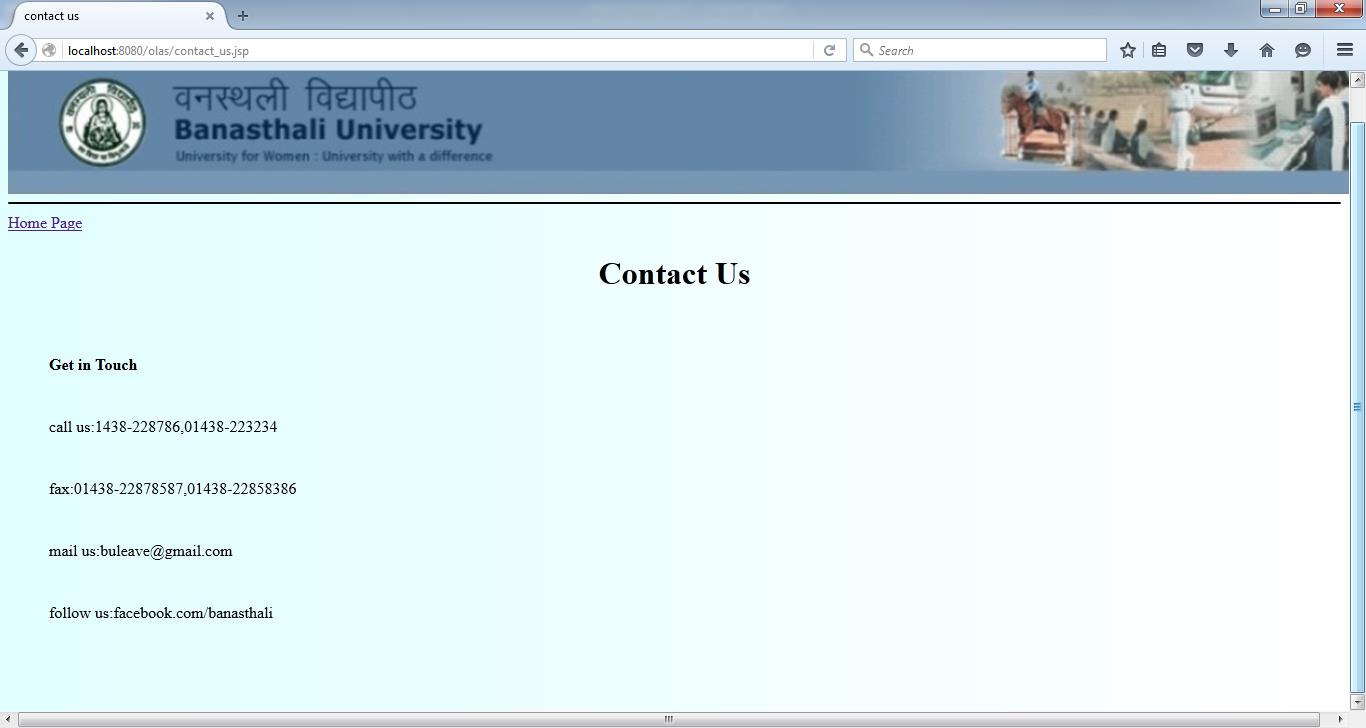 contact us
localhost:8080/olas/contact_us.jsp
Search
वनस्थली विद्यापीठ
Banasthali University
University for Women : University with a difference
Home Page
Contact Us
Get in Touch
call us:1438-228786,01438-223234
fax:01438-22878587,01438-22858386
mail us:buleave@gmail.com
follow us:facebook.com/banasthali